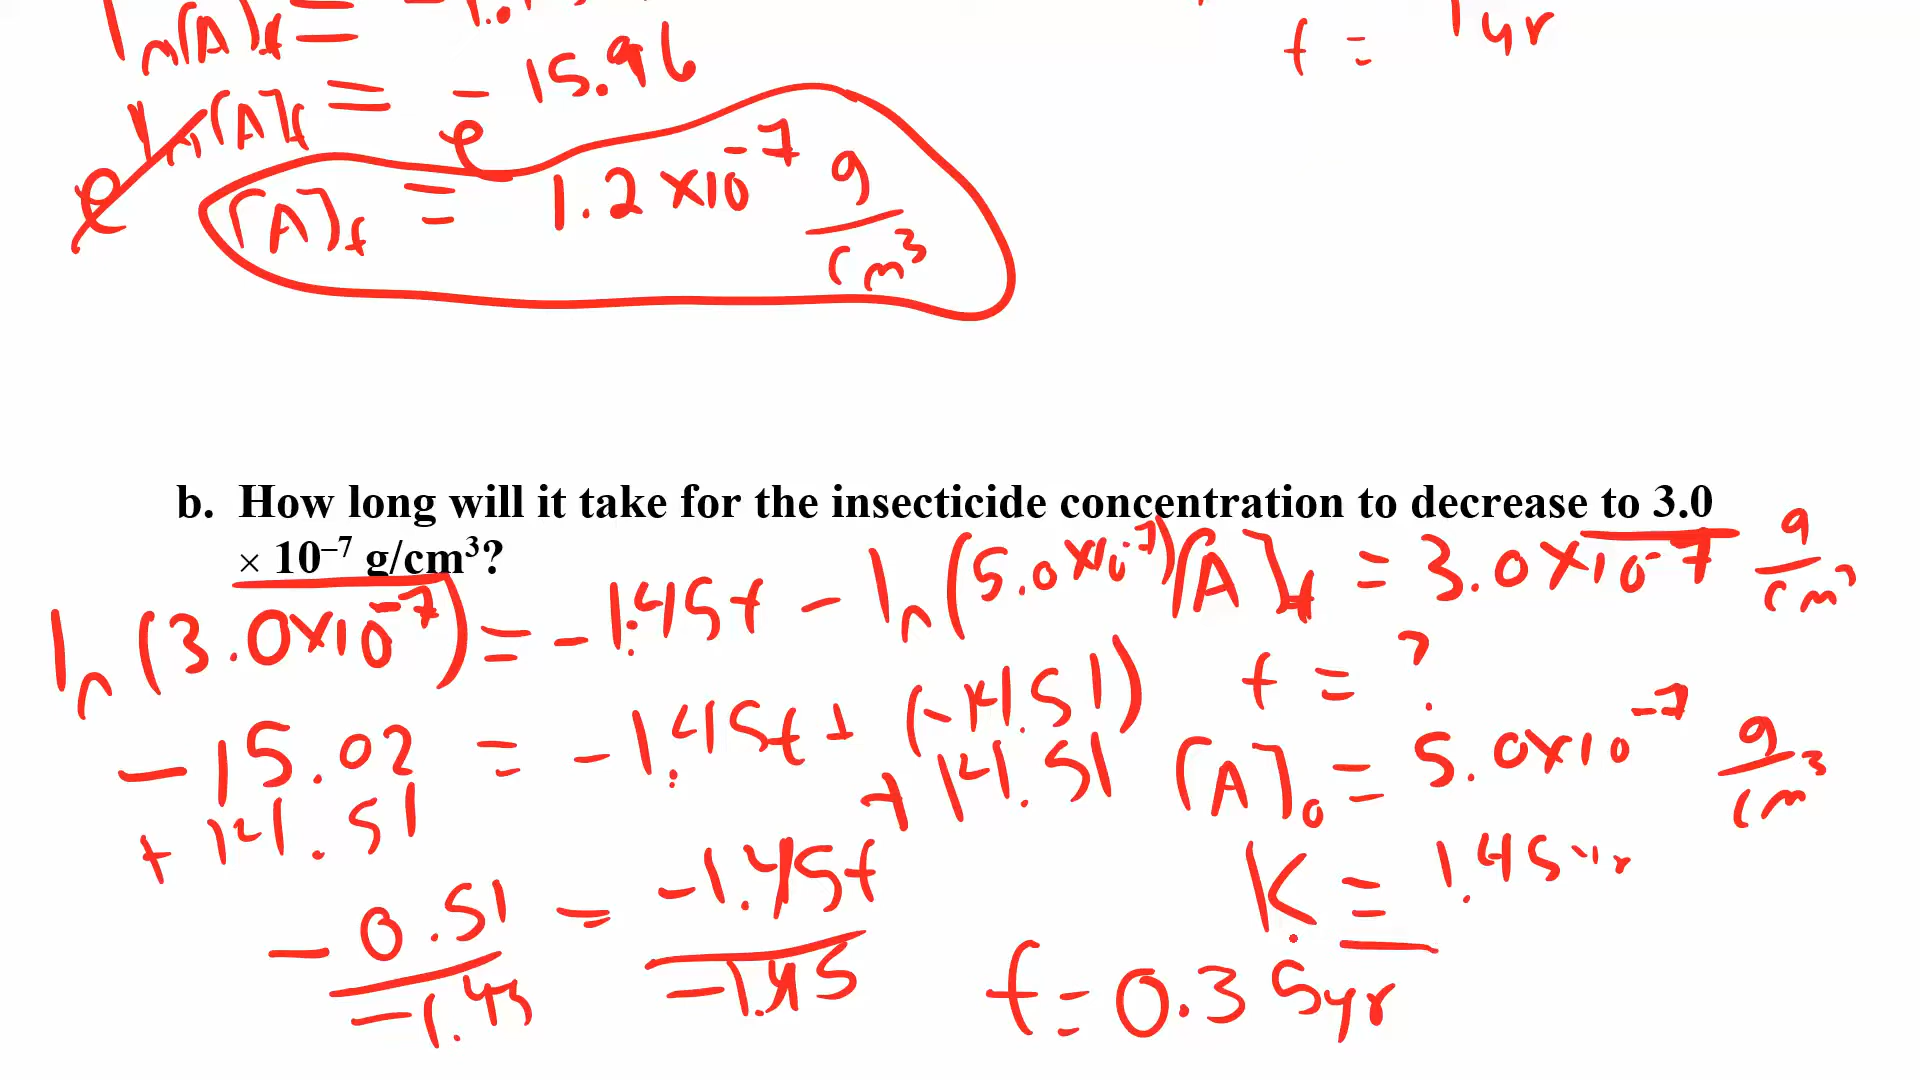 ln[A]t = -1.
t = 1yr
e ln[A]t = e -15.96
[A]t = 1.2 ×10-7 g/cm3
b. How long will it take for the insecticide concentration to decrease to 3.0
× 10–7 g/cm3?
ln(3.0×10-7) = -1.45t - ln(5.0×10-7)
[A]t = 3.0×10-7 g/cm3
t = ?
-15.02 = -1.45t + (-14.51)
+14.51 +14.51
[A]0 = 5.0×10-7 g/cm3
K = 1.45
-0.51/-1.45 = -1.45t/-1.45
t = 0.35yr